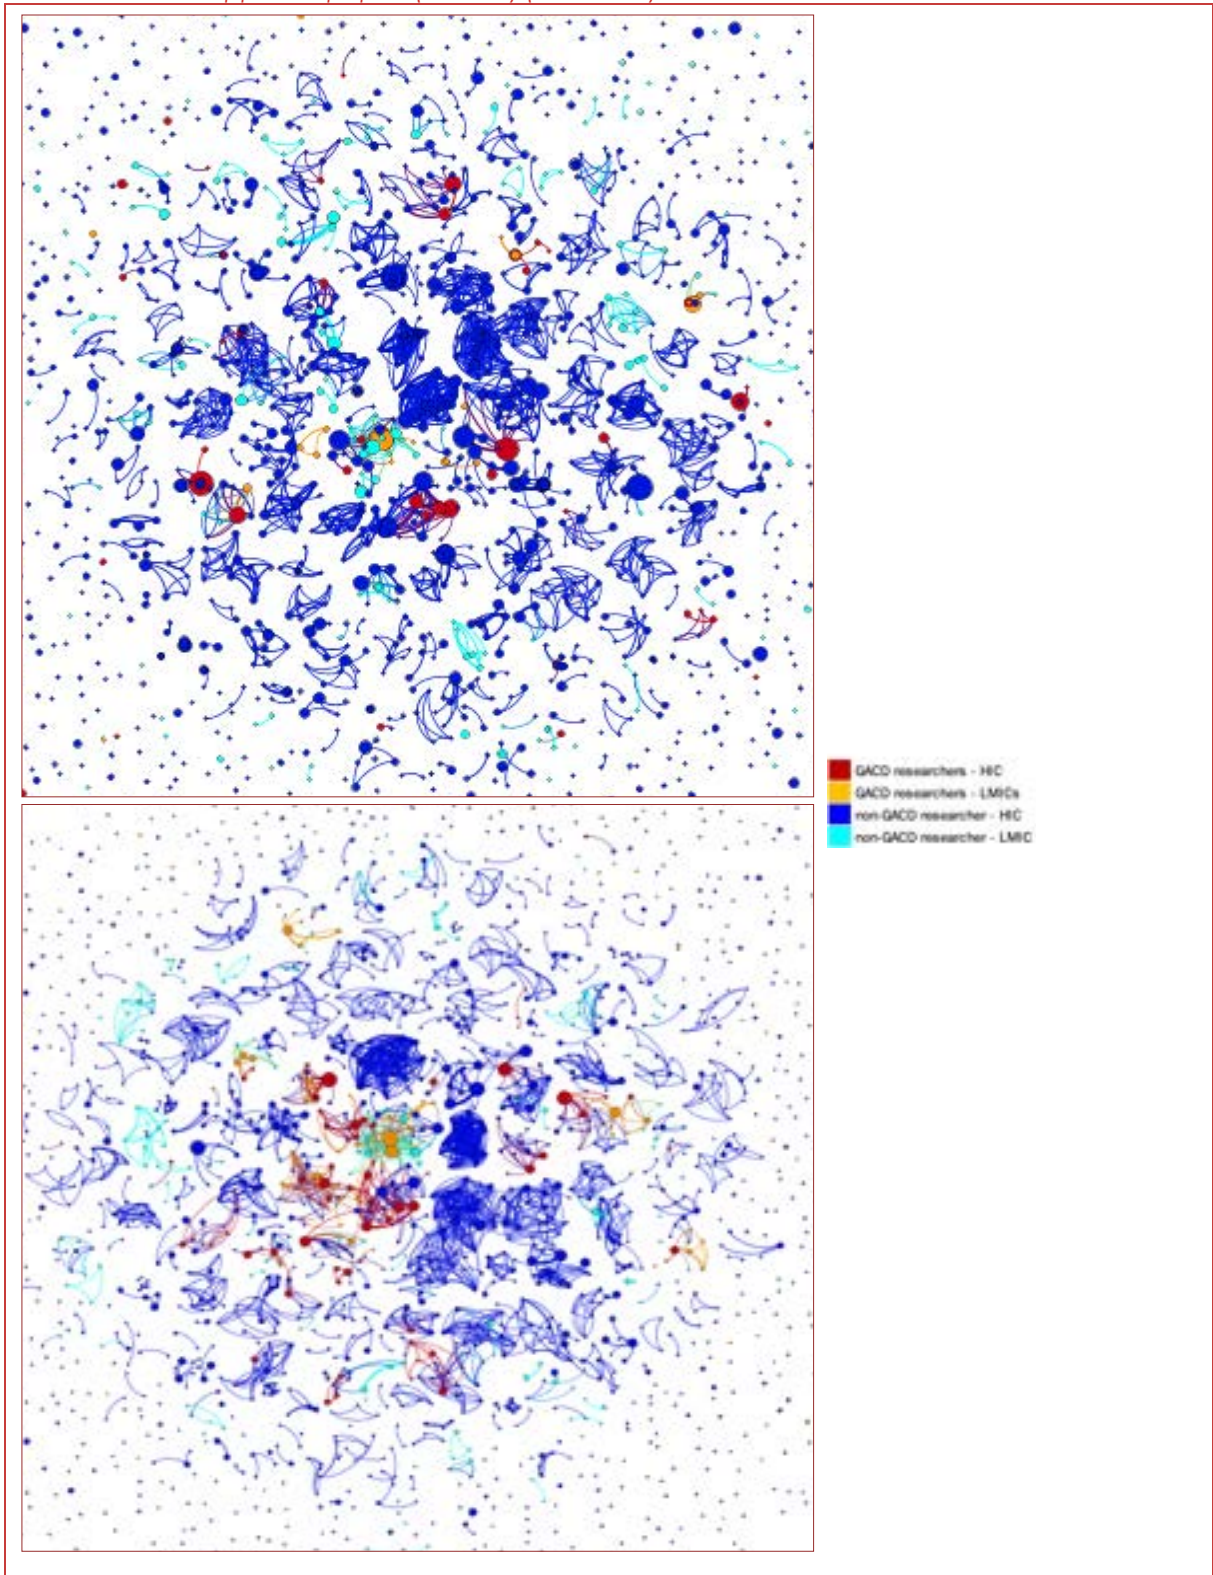 GACD researchers - HIC
GACD researchers - LMICs
non-GACD researcher - HIC
non-GACD researcher - LMIC